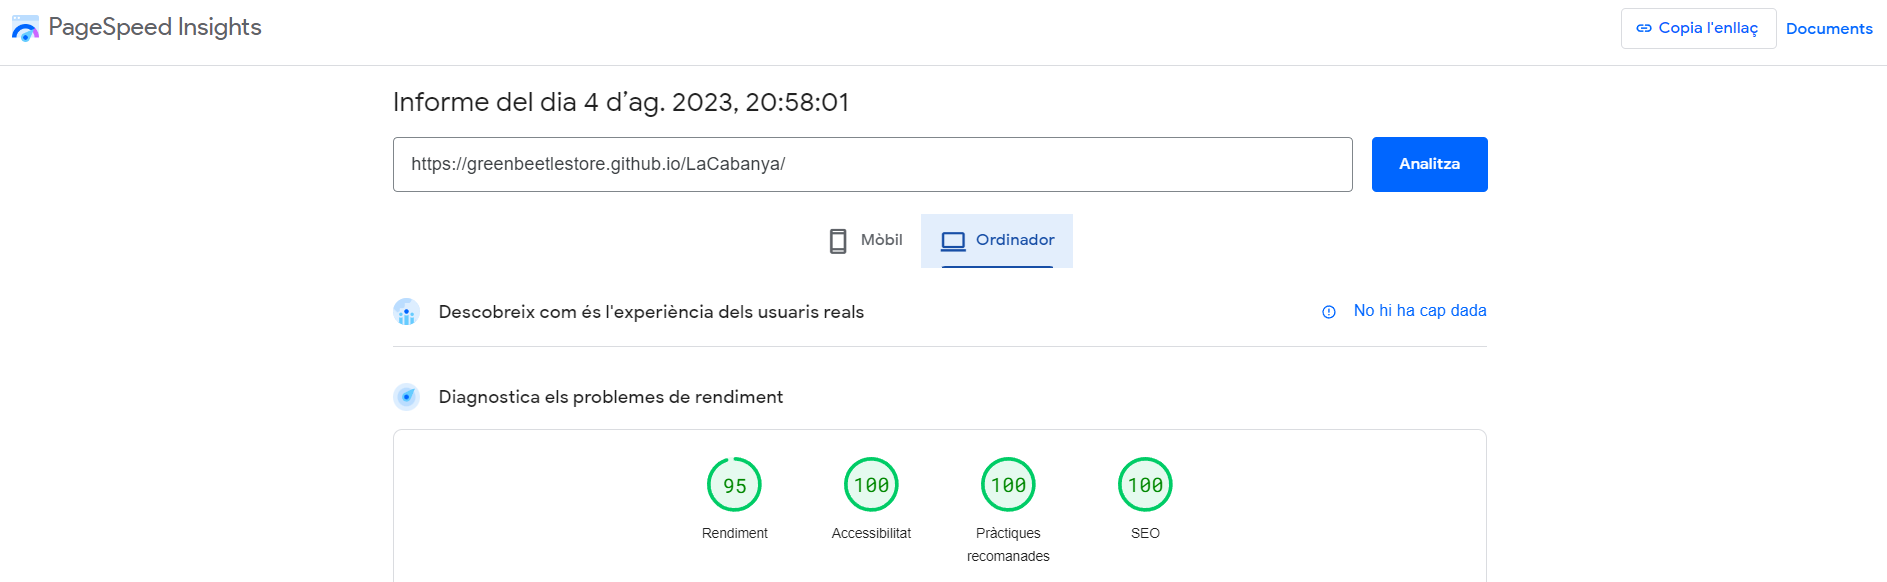 PageSpeed Insights
Copia l'enllaç
Documents
Informe del dia 4 d’ag. 2023, 20:58:01
https://greenbeetlestore.github.io/LaCabanya/
Analitza
Mòbil
Ordinador
Descobreix com és l'experiència dels usuaris reals
No hi ha cap dada
Diagnostica els problemes de rendiment
95
100
100
100
Rendiment
Accessibilitat
Pràctiques
recomanades
SEO